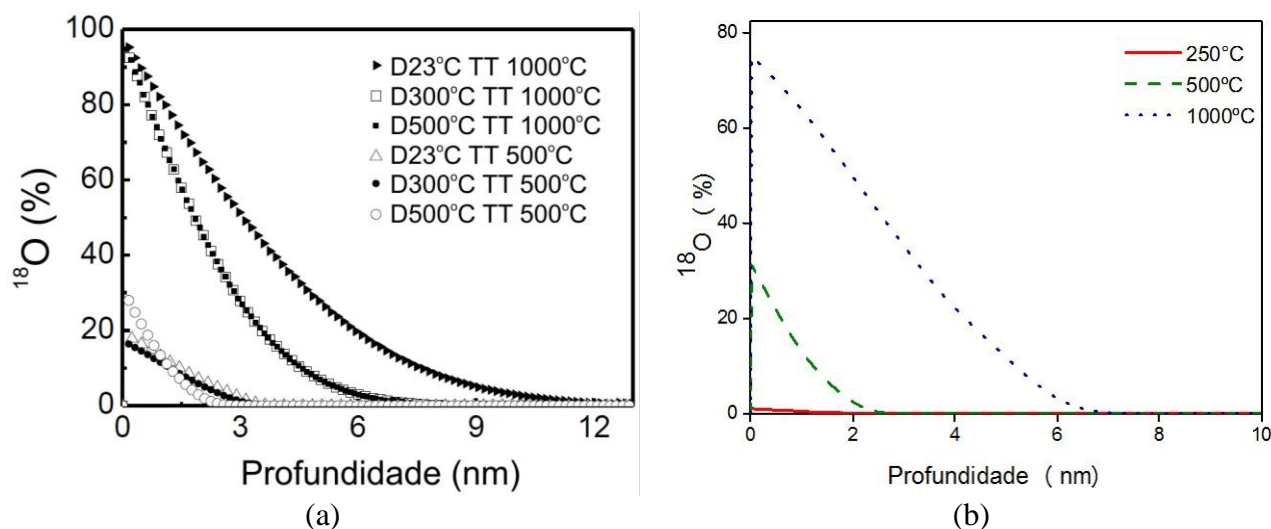 100
80
60
40
20
0
¹⁸O (%)
D23°C TT 1000°C
D300°C TT 1000°C
D500°C TT 1000°C
D23°C TT 500°C
D300°C TT 500°C
D500°C TT 500°C
0 3 6 9 12
Profundidade (nm)
(a)
80
60
40
20
0
¹⁸O ( %)
250°C
500ºC
1000ºC
0 2 4 6 8 10
Profundidade ( nm)
(b)